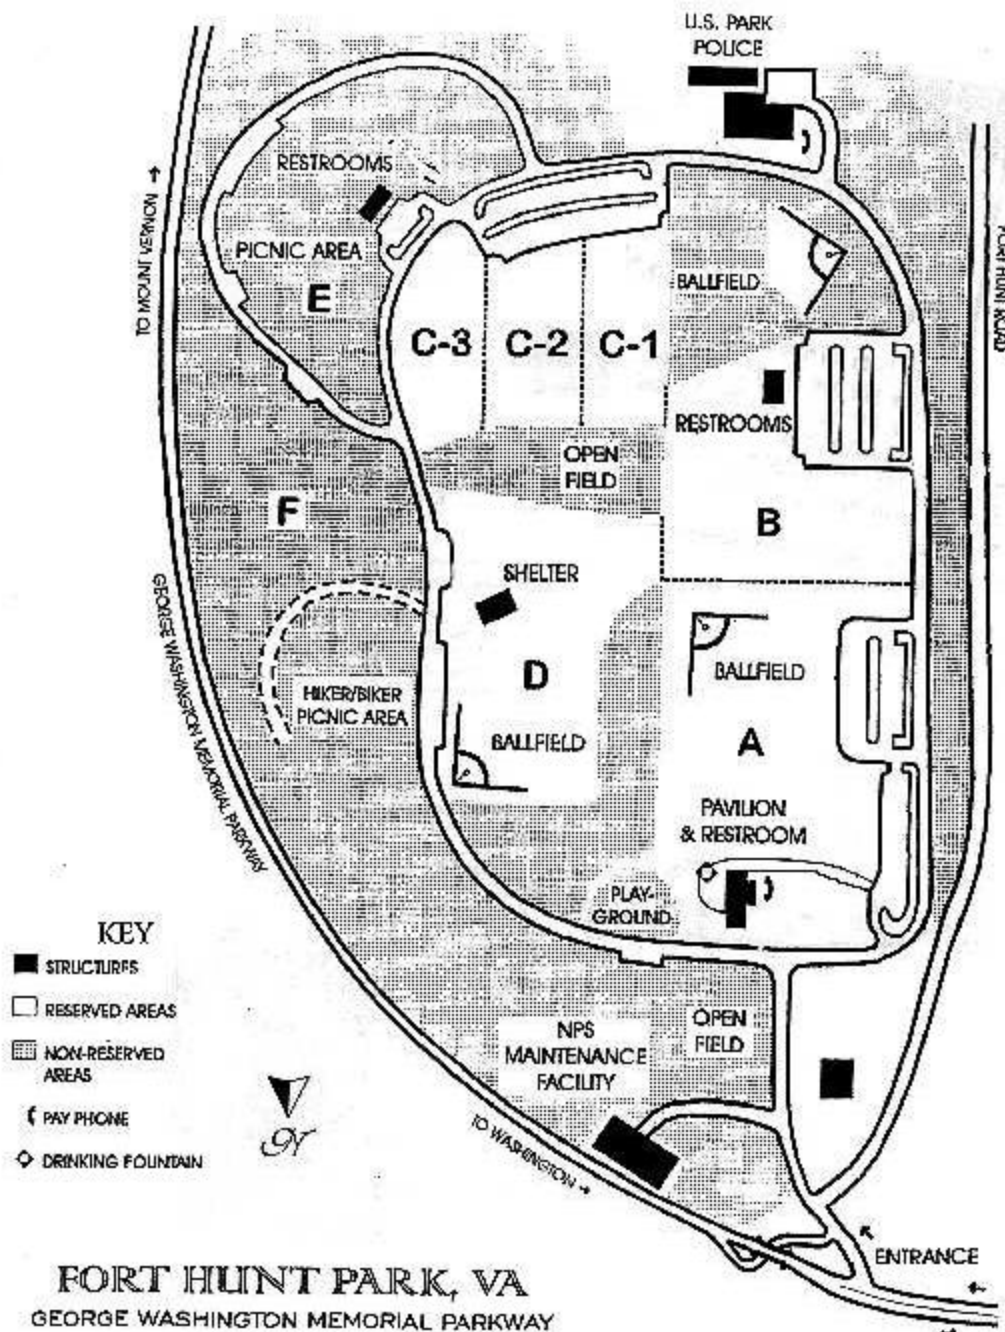 U.S. PARK
POLICE
RESTROOMS
PICNIC AREA
E
TO MOUNT VERNON
BALLFIELD
FORT HUNT ROAD
C-3
C-2
C-1
RESTROOMS
OPEN
FIELD
F
B
SHELTER
D
HIKER/BIKER
PICNIC AREA
BALLFIELD
BALLFIELD
A
GEORGE WASHINGTON MEMORIAL PARKWAY
PAVILION
& RESTROOM
PLAY-
GROUND
KEY
STRUCTURES
RESERVED AREAS
NON-RESERVED
AREAS
PAY PHONE
DRINKING FOUNTAIN
N
NPS
MAINTENANCE
FACILITY
OPEN
FIELD
TO WASHINGTON
ENTRANCE
FORT HUNT PARK, VA
GEORGE WASHINGTON MEMORIAL PARKWAY